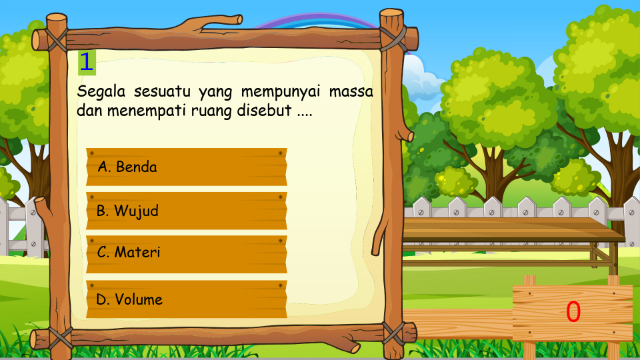 1
Segala sesuatu yang mempunyai massa
dan menempati ruang disebut ....
A. Benda
B. Wujud
C. Materi
D. Volume
0